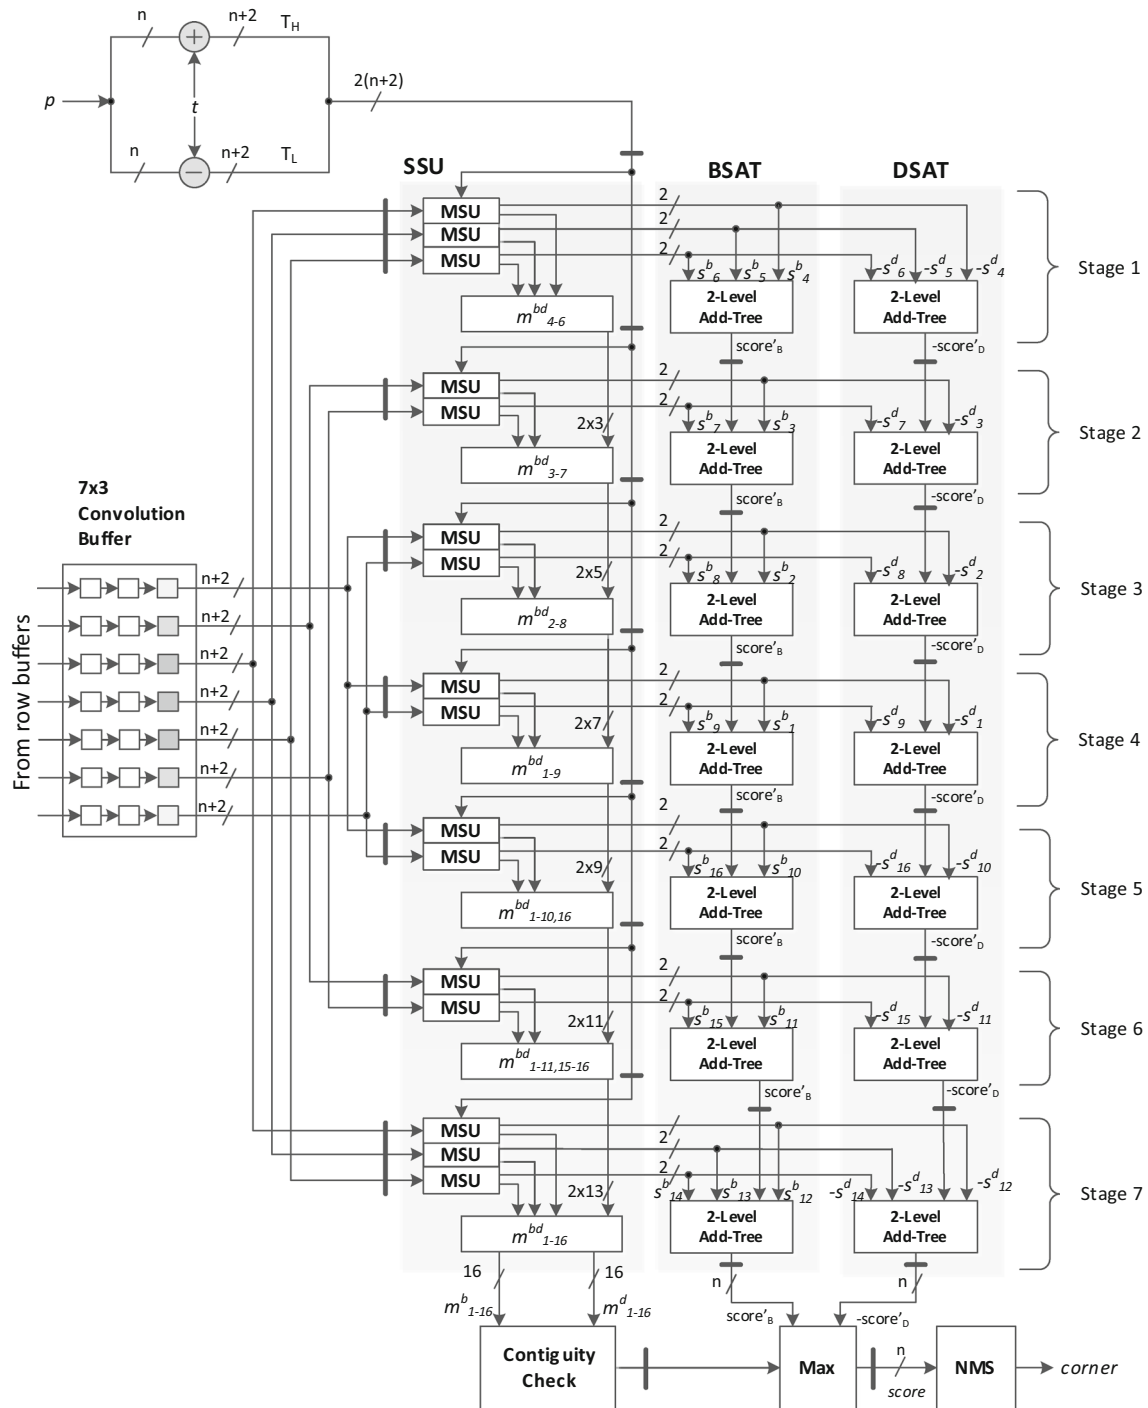 n
n+2
T_H
+
p
t
2(n+2)
n
n+2
T_L
−
SSU
BSAT
DSAT
MSU
MSU
MSU
2
2
2
s^b_6 s^b_5 s^b_4
-s^d_6 -s^d_5 -s^d_4
Stage 1
m^bd_4-6
2-Level Add-Tree
2-Level Add-Tree
score'_B
-score'_D
MSU
MSU
2
2
2x3
s^b_7 s^b_3
-s^d_7 -s^d_3
Stage 2
m^bd_3-7
2-Level Add-Tree
2-Level Add-Tree
score'_B
-score'_D
7x3
Convolution
Buffer
From row buffers
n+2
n+2
n+2
n+2
n+2
n+2
n+2
MSU
MSU
2
2
2x5
s^b_8 s^b_2
-s^d_8 -s^d_2
Stage 3
m^bd_2-8
2-Level Add-Tree
2-Level Add-Tree
score'_B
-score'_D
MSU
MSU
2
2
2x7
s^b_9 s^b_1
-s^d_9 -s^d_1
Stage 4
m^bd_1-9
2-Level Add-Tree
2-Level Add-Tree
score'_B
-score'_D
MSU
MSU
2
2
2x9
s^b_16 s^b_10
-s^d_16 -s^d_10
Stage 5
m^bd_1-10,16
2-Level Add-Tree
2-Level Add-Tree
score'_B
-score'_D
MSU
MSU
2
2
2x11
s^b_15 s^b_11
-s^d_15 -s^d_11
Stage 6
m^bd_1-11,15-16
2-Level Add-Tree
2-Level Add-Tree
score'_B
-score'_D
MSU
MSU
MSU
2
2
2
2x13
s^b_14 s^b_13 s^b_12
-s^d_14 -s^d_13 -s^d_12
Stage 7
m^bd_1-16
2-Level Add-Tree
2-Level Add-Tree
16
16
n
n
m^b_1-16
m^d_1-16
score'_B
-score'_D
Contiguity
Check
Max
n
score
NMS
corner